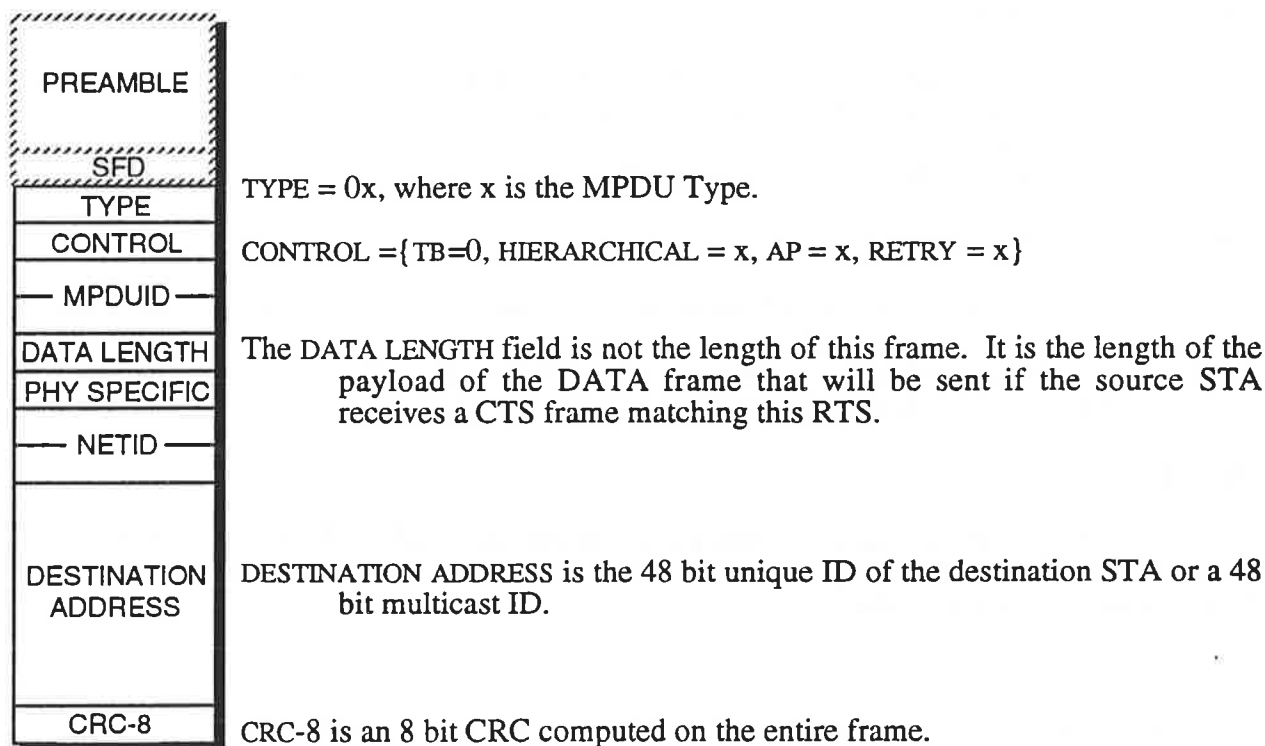 PREAMBLE
SFD
TYPE
TYPE = 0x, where x is the MPDU Type.
CONTROL
CONTROL ={TB=0, HIERARCHICAL = x, AP = x, RETRY = x}
MPDUID
DATA LENGTH
The DATA LENGTH field is not the length of this frame. It is the length of the
payload of the DATA frame that will be sent if the source STA
receives a CTS frame matching this RTS.
PHY SPECIFIC
NETID
DESTINATION
ADDRESS
DESTINATION ADDRESS is the 48 bit unique ID of the destination STA or a 48
bit multicast ID.
CRC-8
CRC-8 is an 8 bit CRC computed on the entire frame.